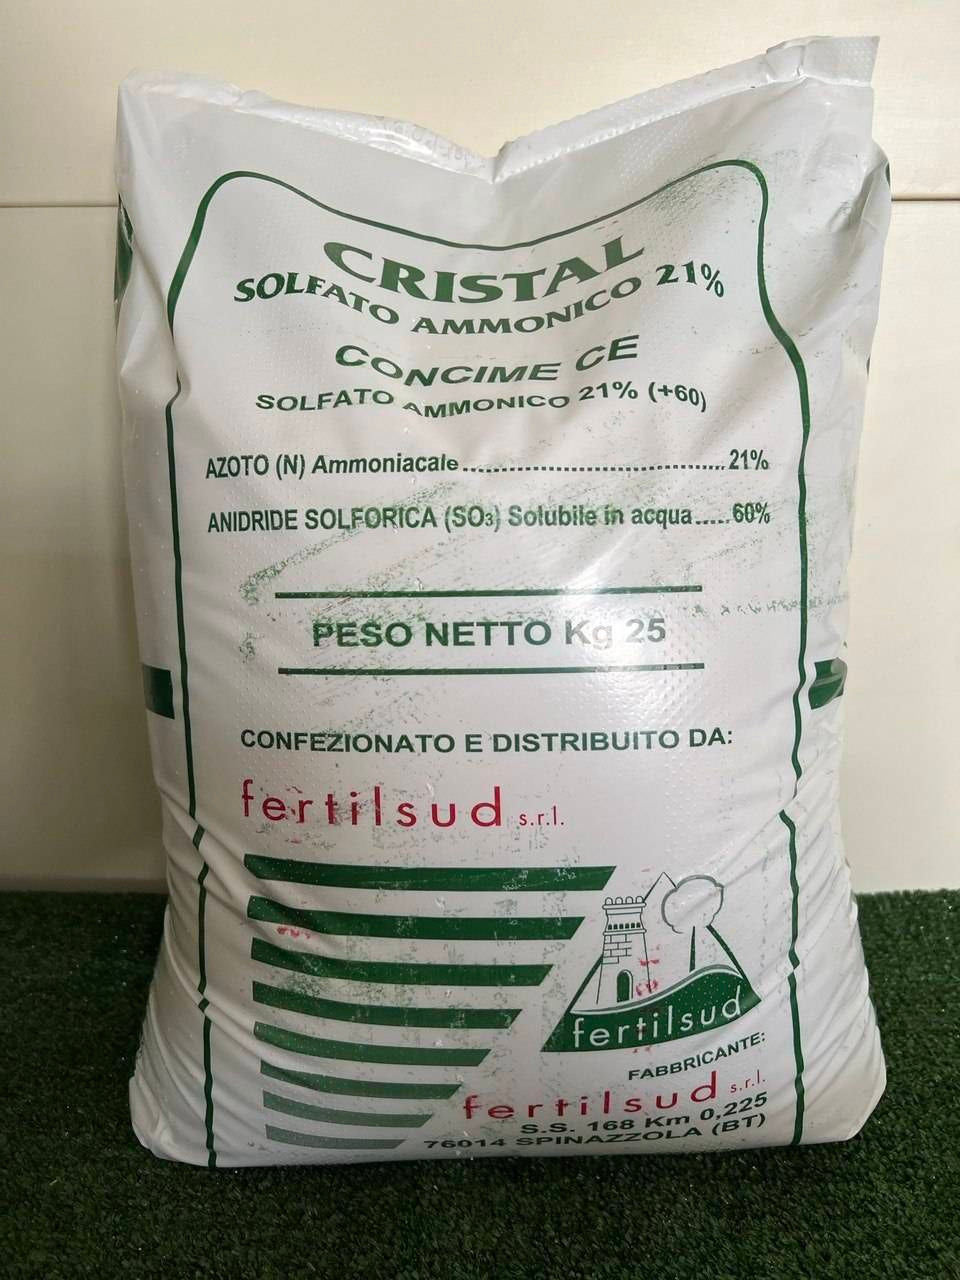 CRISTAL
SOLFATO AMMONICO 21%
CONCIME CE
SOLFATO AMMONICO 21% (+60)
AZOTO (N) Ammoniacale........................................21%
ANIDRIDE SOLFORICA (SO3) Solubile in acqua.....60%
PESO NETTO Kg 25
CONFEZIONATO E DISTRIBUITO DA:
fertilsud s.r.l.
fertilsud
FABBRICANTE:
fertilsud s.r.l.
S.S. 168 Km 0,225
76014 SPINAZZOLA (BT)